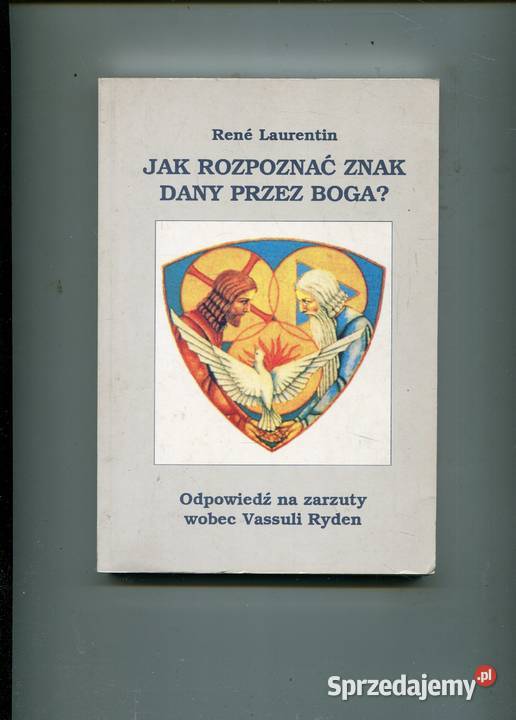 René Laurentin
JAK ROZPOZNAĆ ZNAK
DANY PRZEZ BOGA?
Odpowiedź na zarzuty
wobec Vassuli Ryden
Sprzedajemy.pl